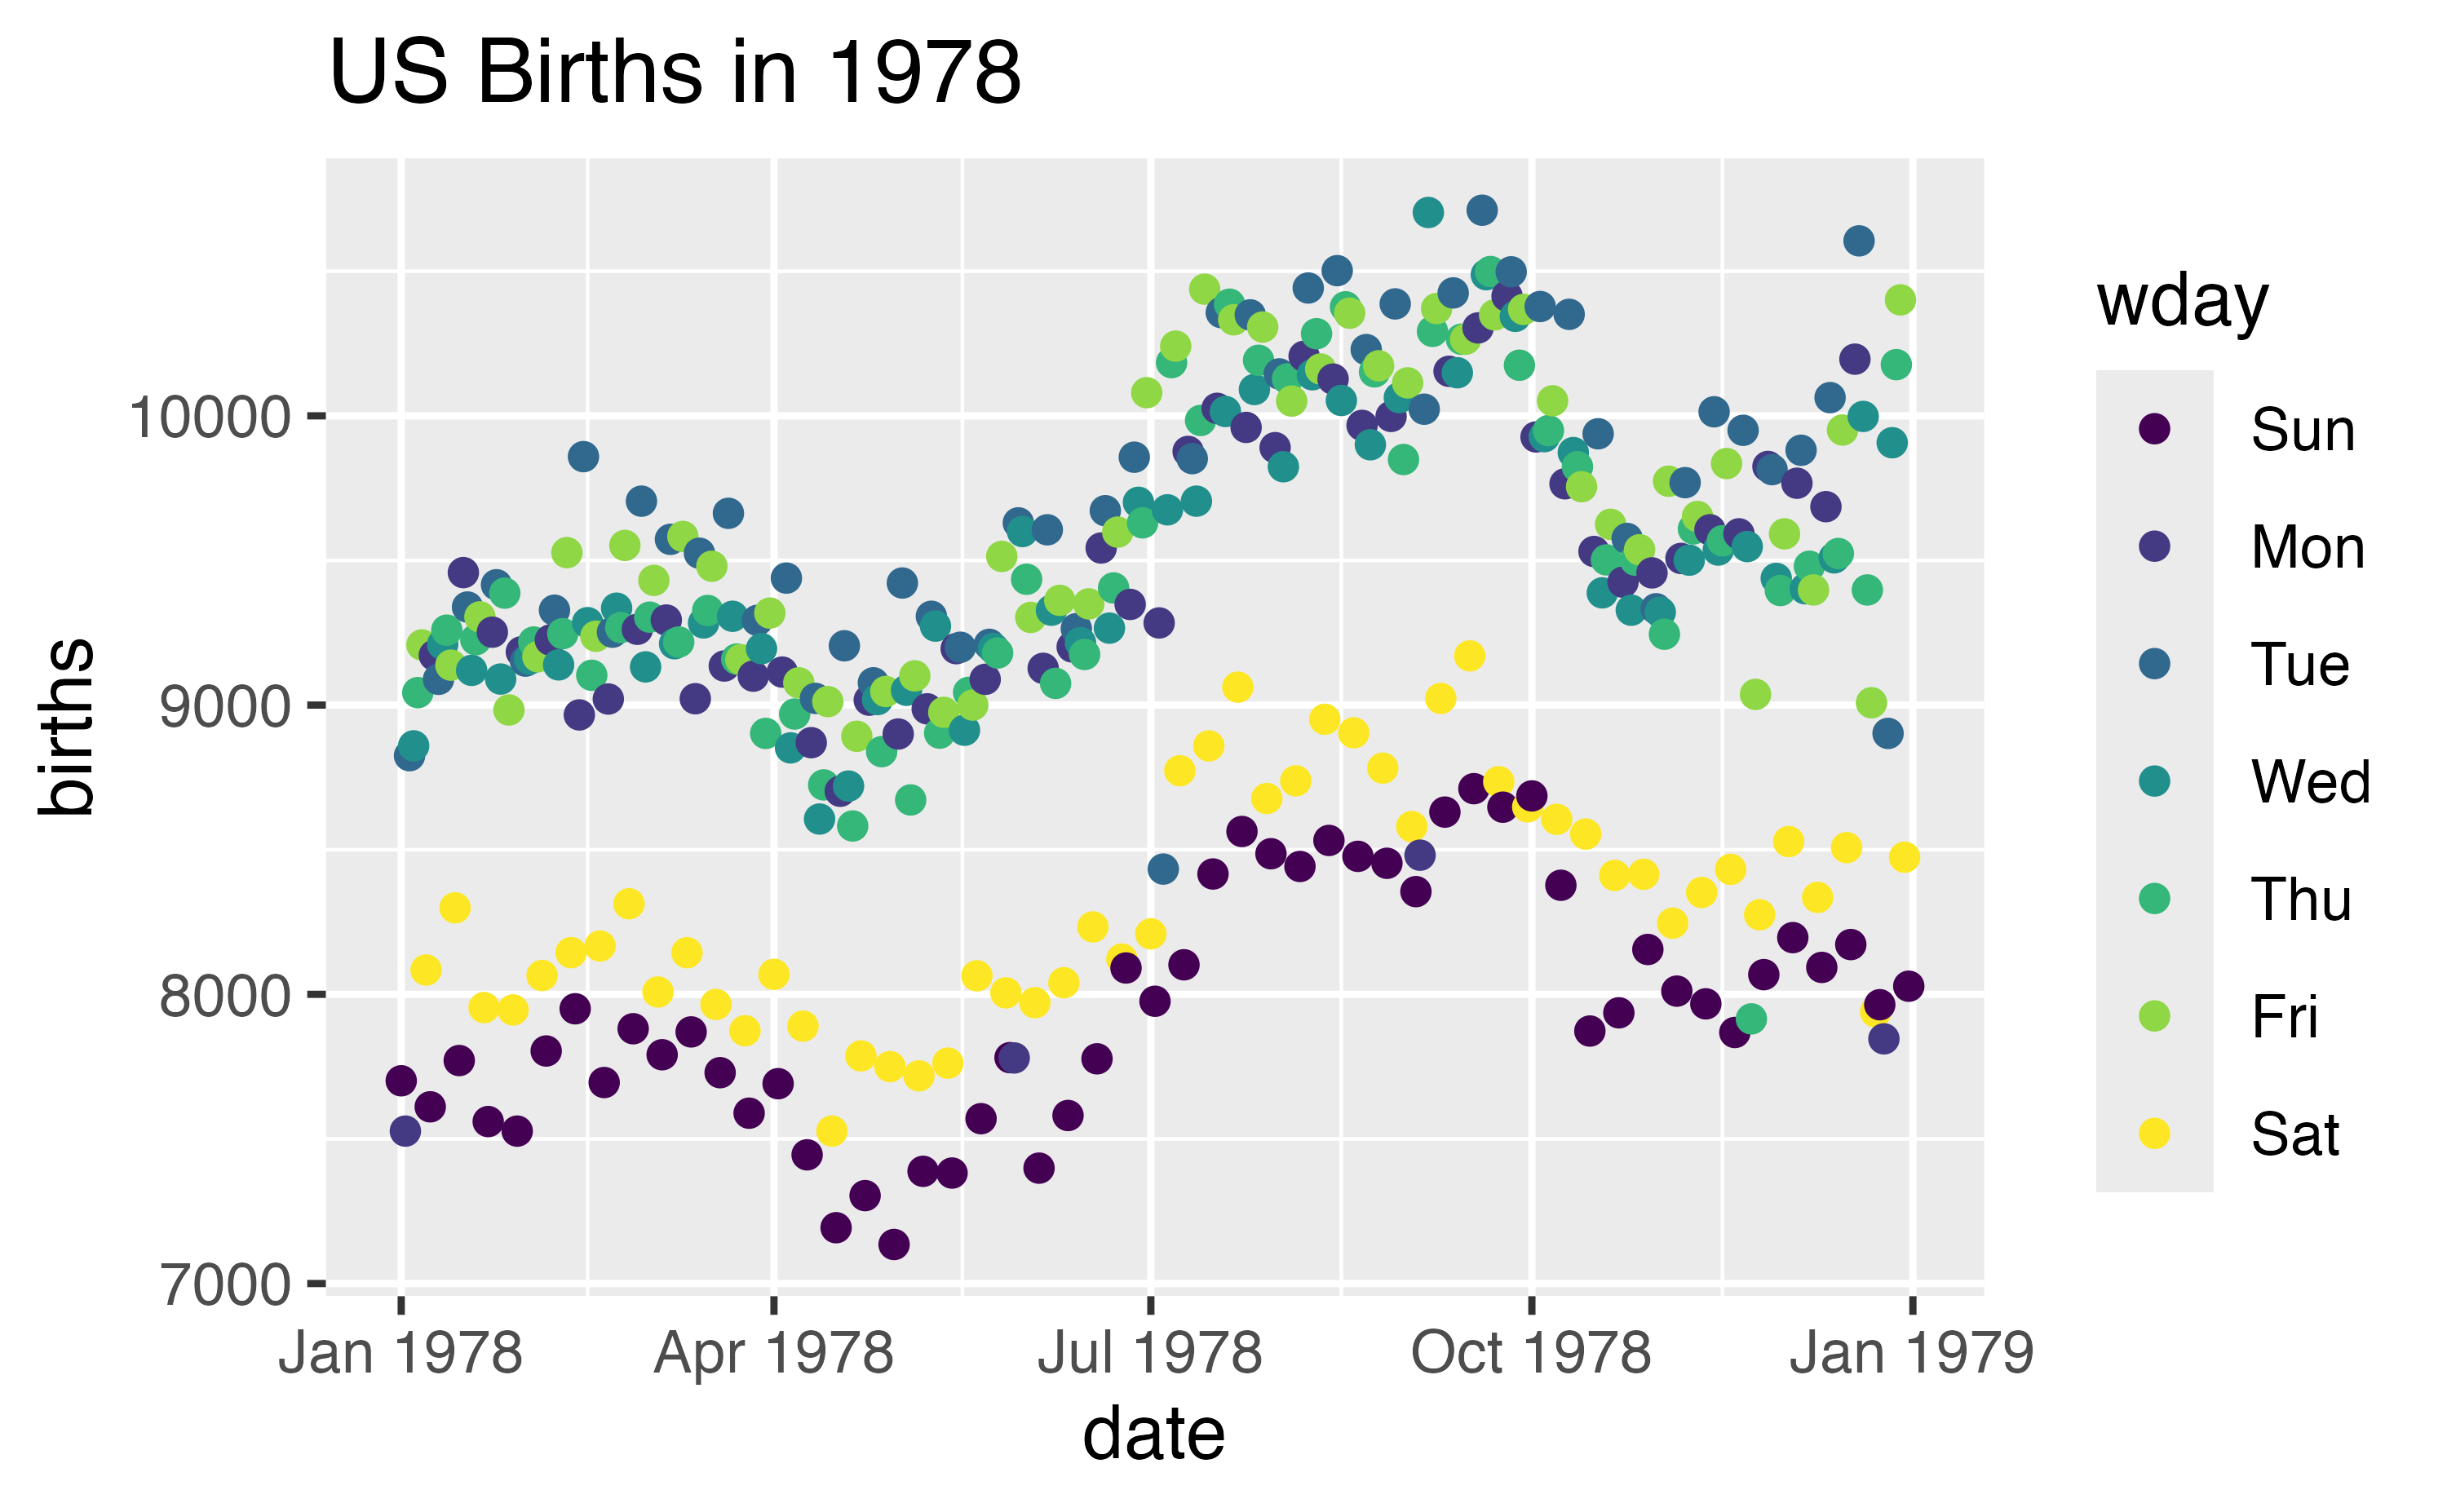 US Births in 1978
births
10000
9000
8000
7000
Jan 1978
Apr 1978
Jul 1978
Oct 1978
Jan 1979
date
wday
Sun
Mon
Tue
Wed
Thu
Fri
Sat